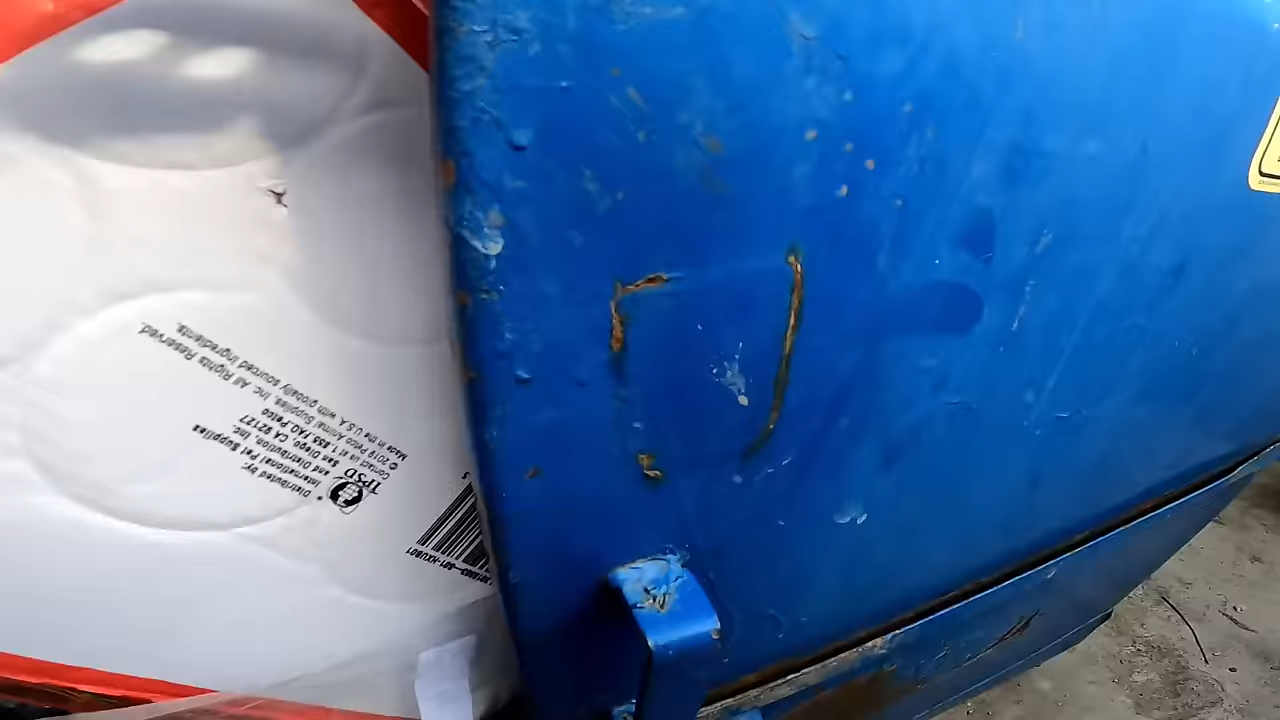 Distributed by:
International Pet Supplies
and Distribution, Inc.
San Diego, CA 92127
Contact us at 1.855.FAQ.Petco
© 2019 Petco Animal Supplies, Inc. All Rights Reserved.
Made in the U.S.A. with globally sourced ingredients.
IPSD